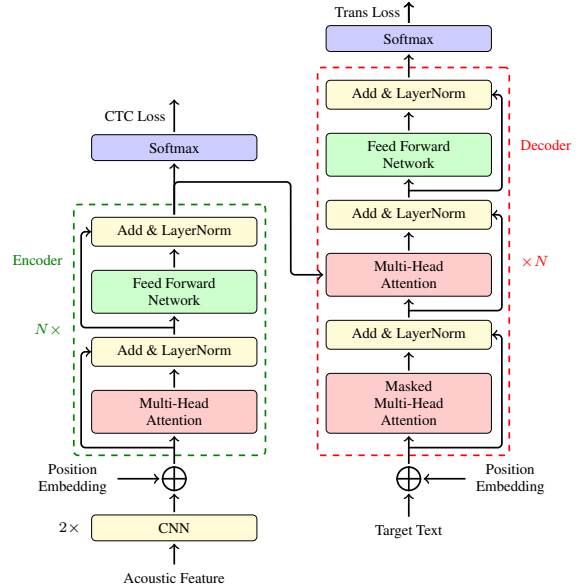 Trans Loss
Softmax
Add & LayerNorm
Feed Forward
Network
Decoder
Add & LayerNorm
Multi-Head
Attention
× N
Add & LayerNorm
Masked
Multi-Head
Attention
Position
Embedding
Target Text
CTC Loss
Softmax
Encoder
Add & LayerNorm
Feed Forward
Network
N ×
Add & LayerNorm
Multi-Head
Attention
Position
Embedding
2× CNN
Acoustic Feature